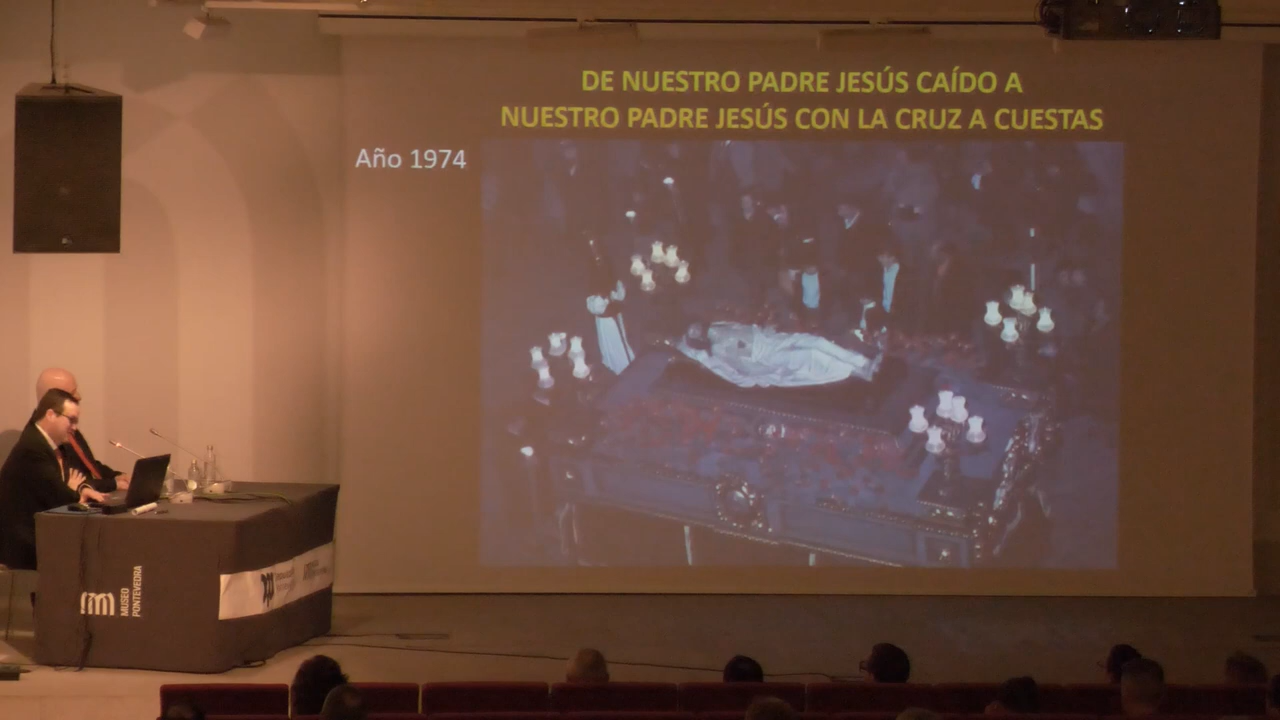 DE NUESTRO PADRE JESÚS CAÍDO A
NUESTRO PADRE JESÚS CON LA CRUZ A CUESTAS
Año 1974
MUSEO
PONTEVEDRA